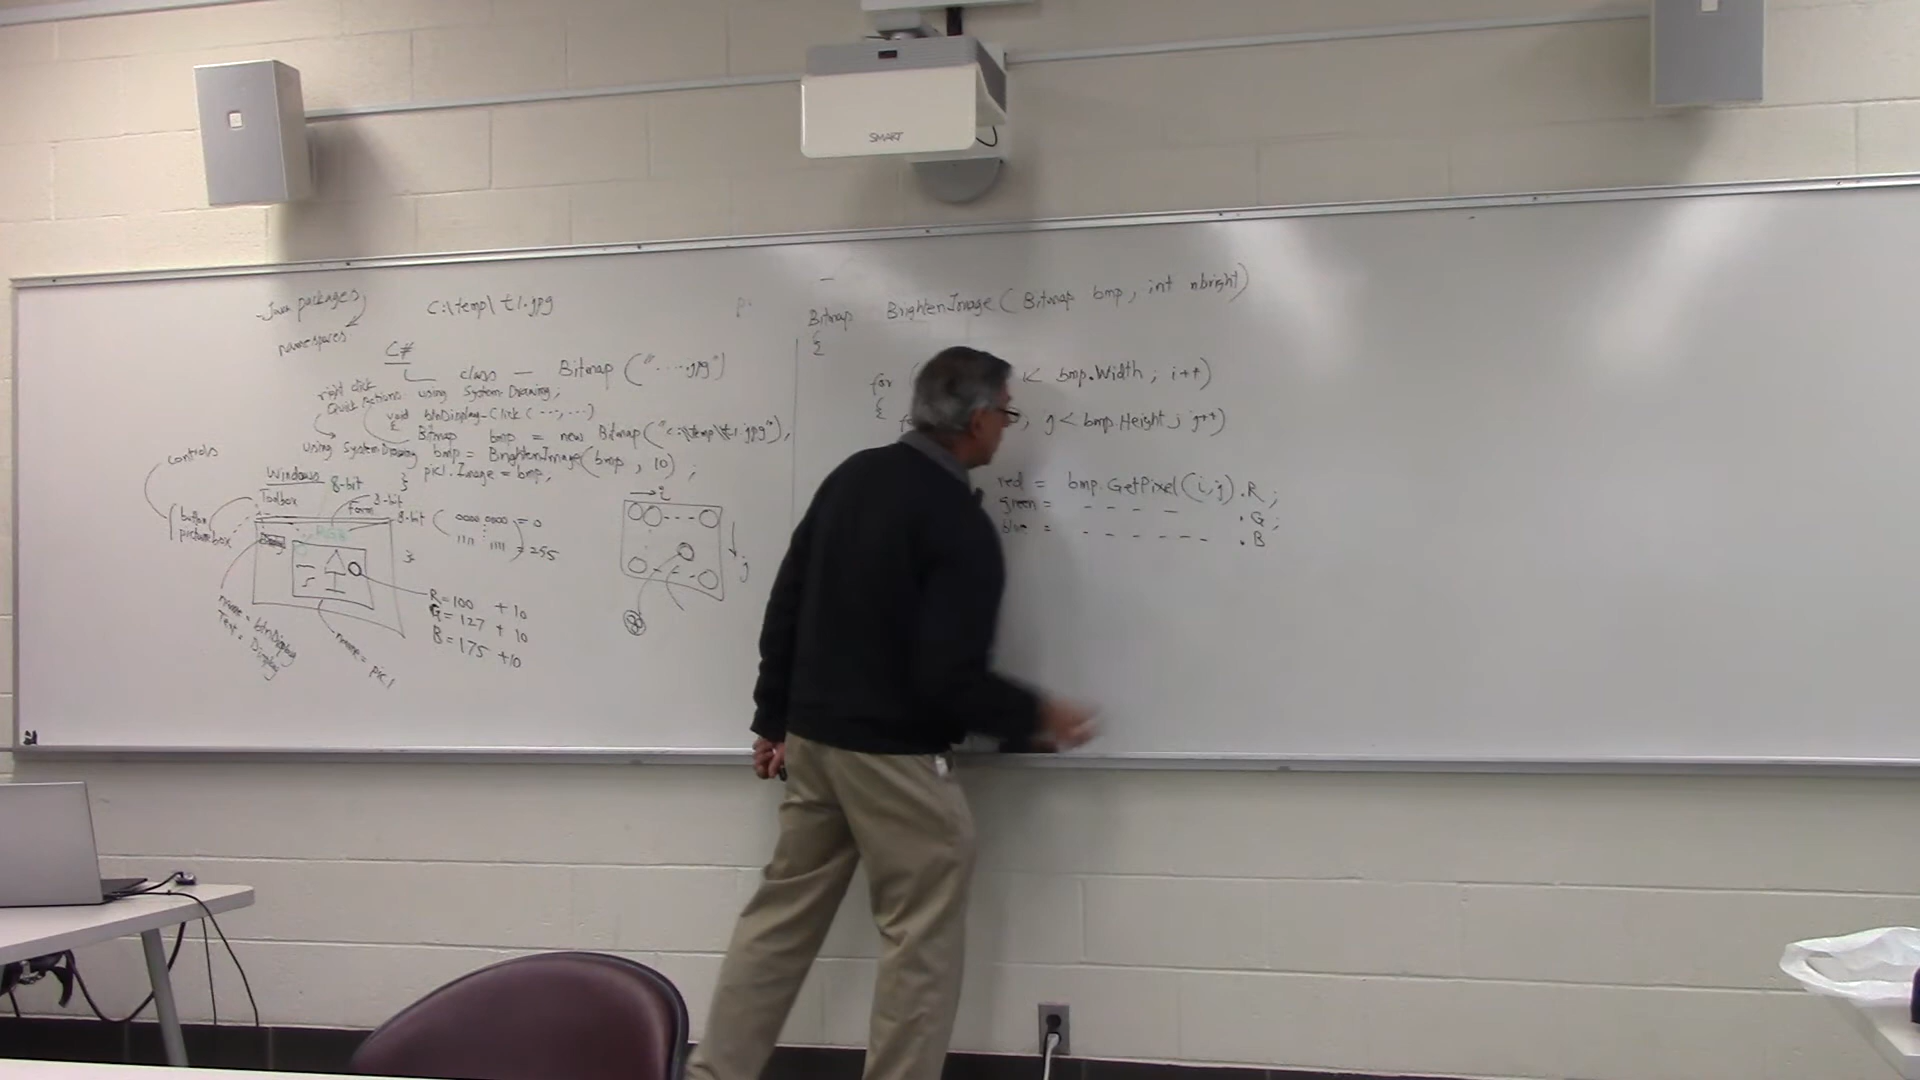 SMART
Java packages
namespaces
C:\temp\t1.jpg
C#
class — Bitmap (".....jpg")
right click
Quick Actions
using System.Drawing;
void btnDisplay_Click(---,---)
{
Bitmap bmp = new Bitmap("c:\temp\t1.jpg");
using System.Drawing
bmp = BrightenImage(bmp, 10);
pic1.Image = bmp;
}
controls
Windows
Toolbox
8-bit
8-bit
Form
8-bit
button
picturebox
0000 0000 = 0
1111 1111 = 255
}
R=100 +10
G=127 +10
B=175 +10
name = btnDisplay
Text = Display
name = pic1
i
j
Bitmap BrightenImage(Bitmap bmp, int nbright)
{
for ( < bmp.Width; i++)
{
, j < bmp.Height; j++)
red = bmp.GetPixel(i,j).R;
green = - - - - .G;
blue = - - - - - - .B